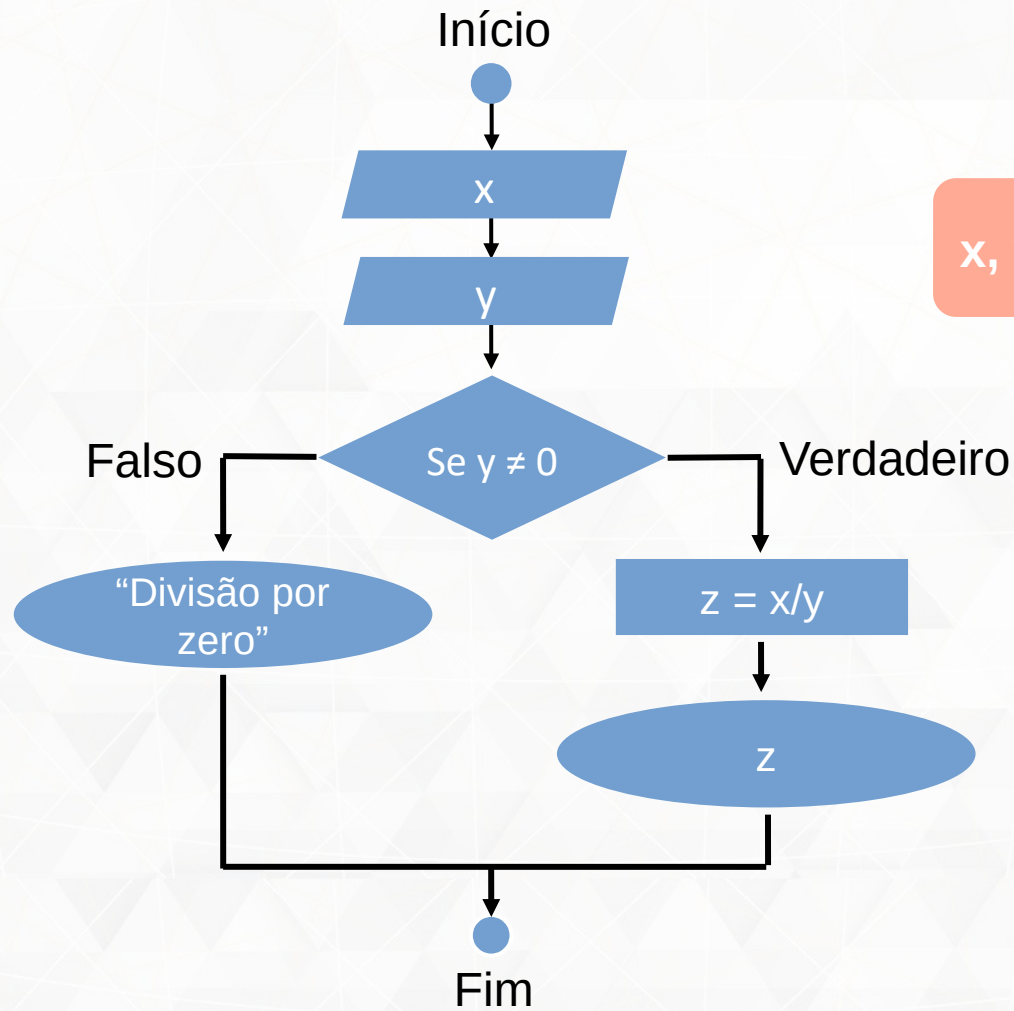 Início
x
x,
y
Falso
Se y ≠ 0
Verdadeiro
“Divisão por
zero”
z = x/y
z
Fim